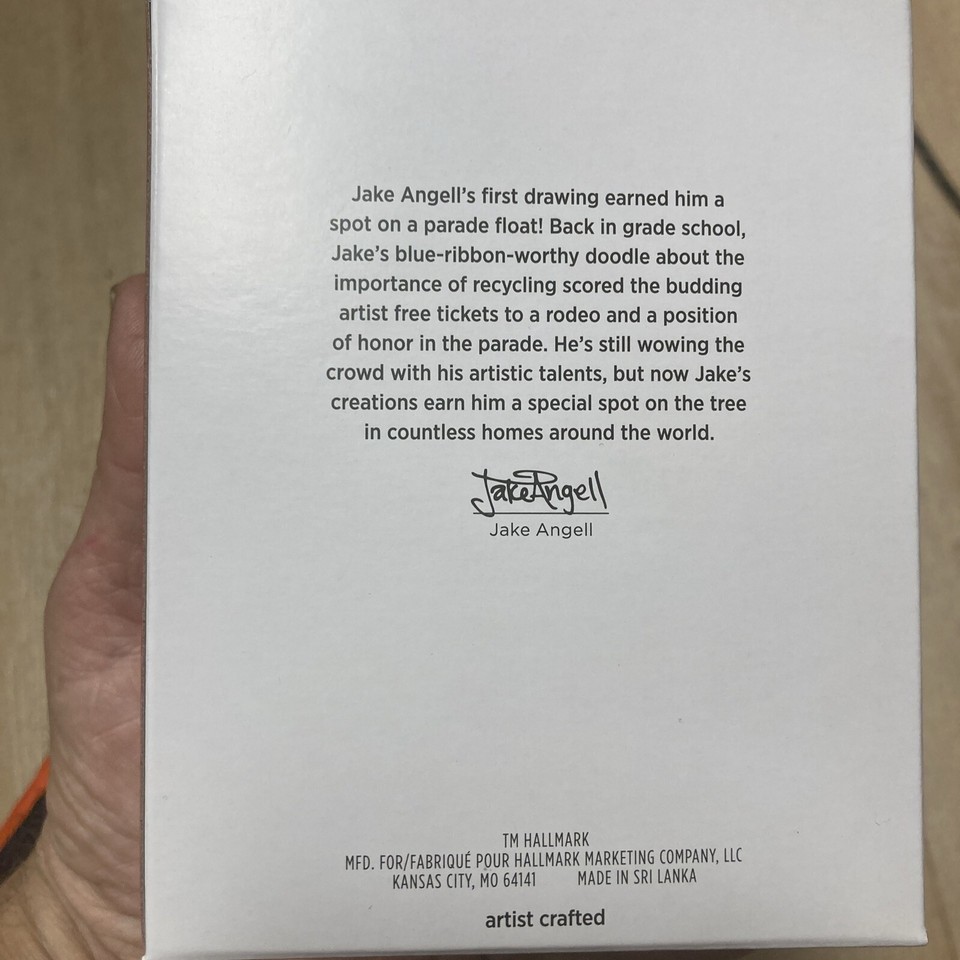 Jake Angell's first drawing earned him a
spot on a parade float! Back in grade school,
Jake's blue-ribbon-worthy doodle about the
importance of recycling scored the budding
artist free tickets to a rodeo and a position
of honor in the parade. He's still wowing the
crowd with his artistic talents, but now Jake's
creations earn him a special spot on the tree
in countless homes around the world.
Jake Angell
Jake Angell
TM HALLMARK
MFD. FOR/FABRIQUÉ POUR HALLMARK MARKETING COMPANY, LLC
KANSAS CITY, MO 64141 MADE IN SRI LANKA
artist crafted